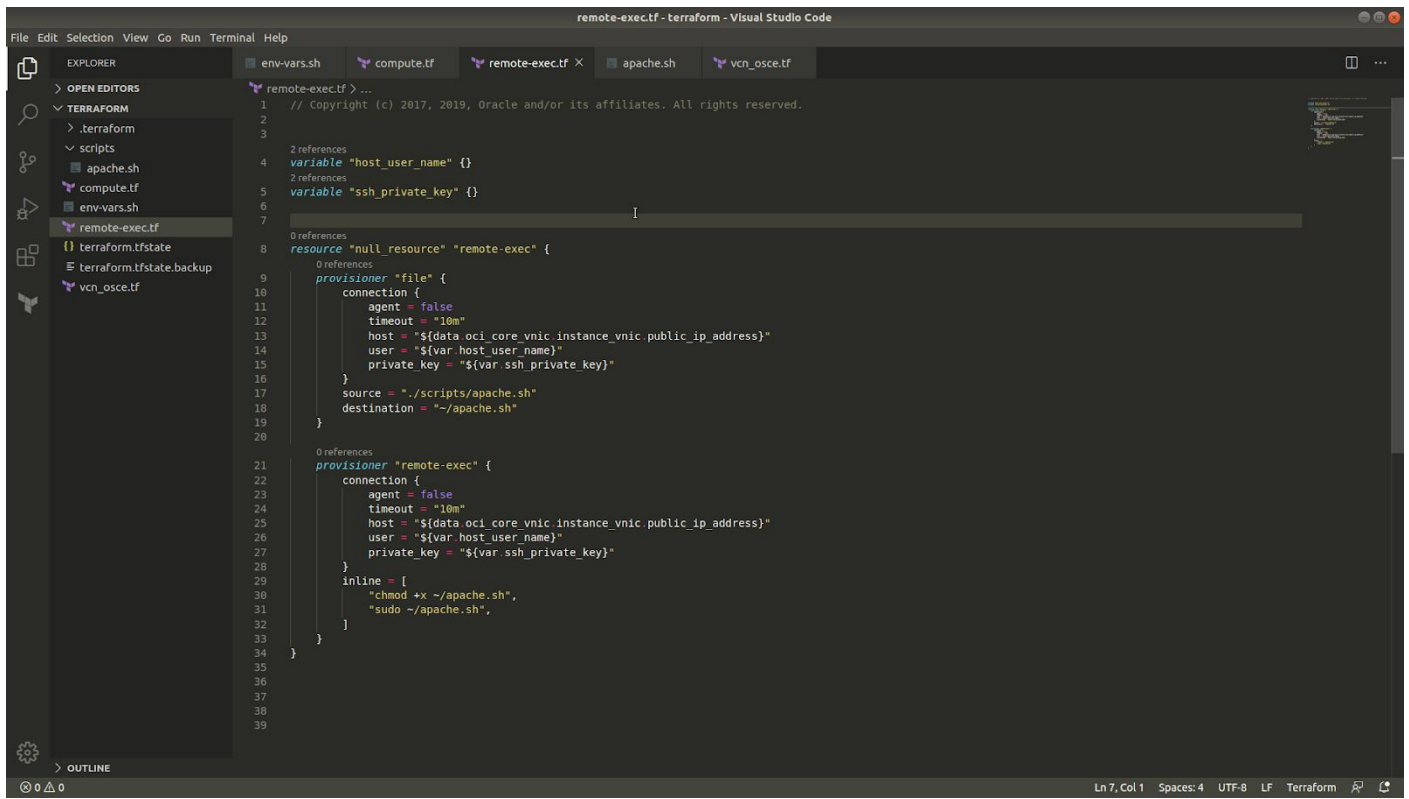 remote-exec.tf - terraform - Visual Studio Code
File Edit Selection View Go Run Terminal Help
EXPLORER
OPEN EDITORS
TERRAFORM
.terraform
scripts
apache.sh
compute.tf
env-vars.sh
remote-exec.tf
{} terraform.tfstate
terraform.tfstate.backup
vcn_osce.tf
OUTLINE
env-vars.sh compute.tf remote-exec.tf × apache.sh vcn_osce.tf ...
remote-exec.tf > ...
1 // Copyright (c) 2017, 2019, Oracle and/or its affiliates. All rights reserved.
2
3
2 references
4 variable "host_user_name" {}
2 references
5 variable "ssh_private_key" {}
6
7
0 references
8 resource "null_resource" "remote-exec" {
0 references
9 provisioner "file" {
10 connection {
11 agent = false
12 timeout = "10m"
13 host = "${data.oci_core_vnic.instance_vnic.public_ip_address}"
14 user = "${var.host_user_name}"
15 private_key = "${var.ssh_private_key}"
16 }
17 source = "./scripts/apache.sh"
18 destination = "~/apache.sh"
19 }
20
0 references
21 provisioner "remote-exec" {
22 connection {
23 agent = false
24 timeout = "10m"
25 host = "${data.oci_core_vnic.instance_vnic.public_ip_address}"
26 user = "${var.host_user_name}"
27 private_key = "${var.ssh_private_key}"
28 }
29 inline = [
30 "chmod +x ~/apache.sh",
31 "sudo ~/apache.sh",
32 ]
33 }
34 }
35
36
37
38
39
0 0 Ln 7, Col 1 Spaces: 4 UTF-8 LF Terraform